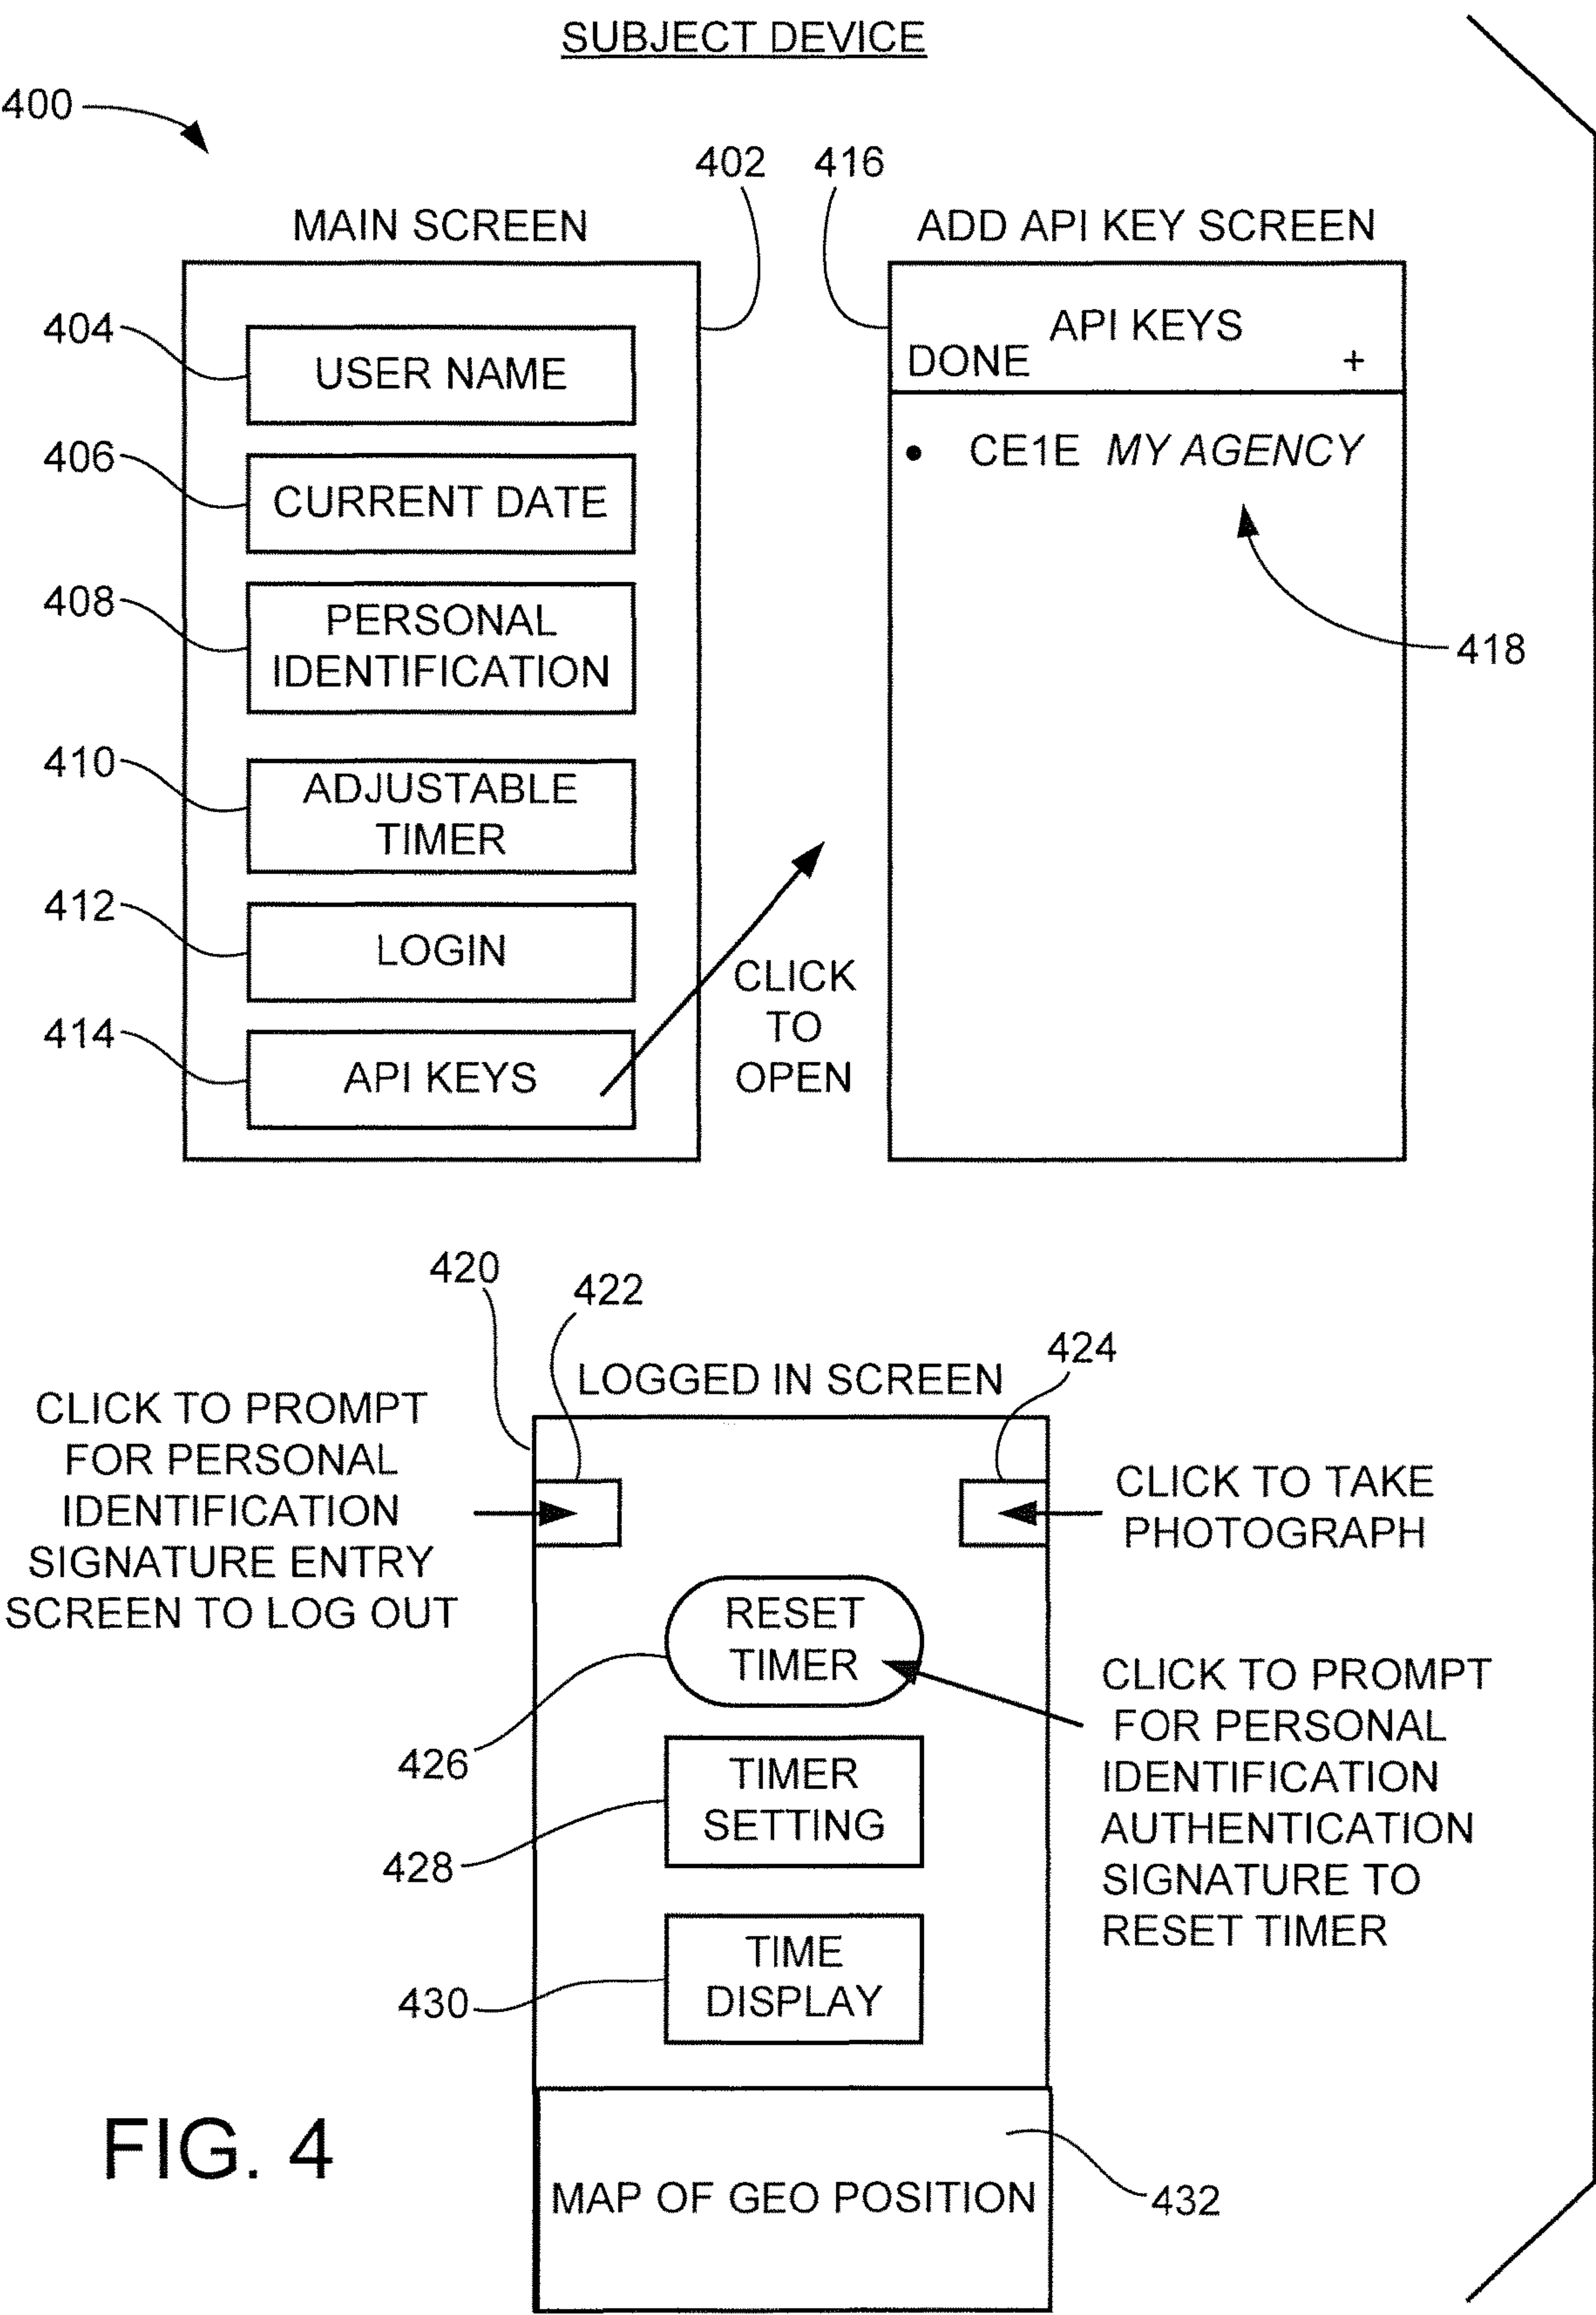 SUBJECT DEVICE
400
402
416
MAIN SCREEN
ADD API KEY SCREEN
404
USER NAME
406
CURRENT DATE
408
PERSONAL
IDENTIFICATION
410
ADJUSTABLE
TIMER
412
LOGIN
414
API KEYS
CLICK
TO
OPEN
API KEYS
DONE +
• CE1E MY AGENCY
418
420
422
424
LOGGED IN SCREEN
CLICK TO PROMPT
FOR PERSONAL
IDENTIFICATION
SIGNATURE ENTRY
SCREEN TO LOG OUT
CLICK TO TAKE
PHOTOGRAPH
RESET
TIMER
426
CLICK TO PROMPT
FOR PERSONAL
IDENTIFICATION
AUTHENTICATION
SIGNATURE TO
RESET TIMER
TIMER
SETTING
428
TIME
DISPLAY
430
MAP OF GEO POSITION
432
FIG. 4